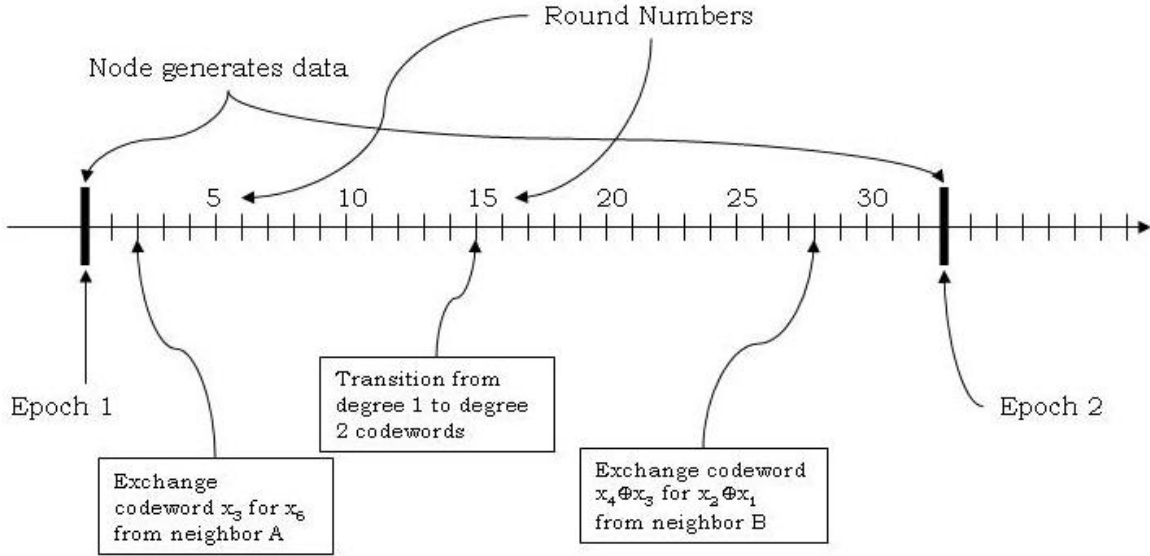 Round Numbers
Node generates data
5 10 15 20 25 30
Epoch 1
Transition from
degree 1 to degree
2 codewords
Epoch 2
Exchange
codeword x₃ for x₆
from neighbor A
Exchange codeword
x₄⊕x₃ for x₂⊕x₁
from neighbor B